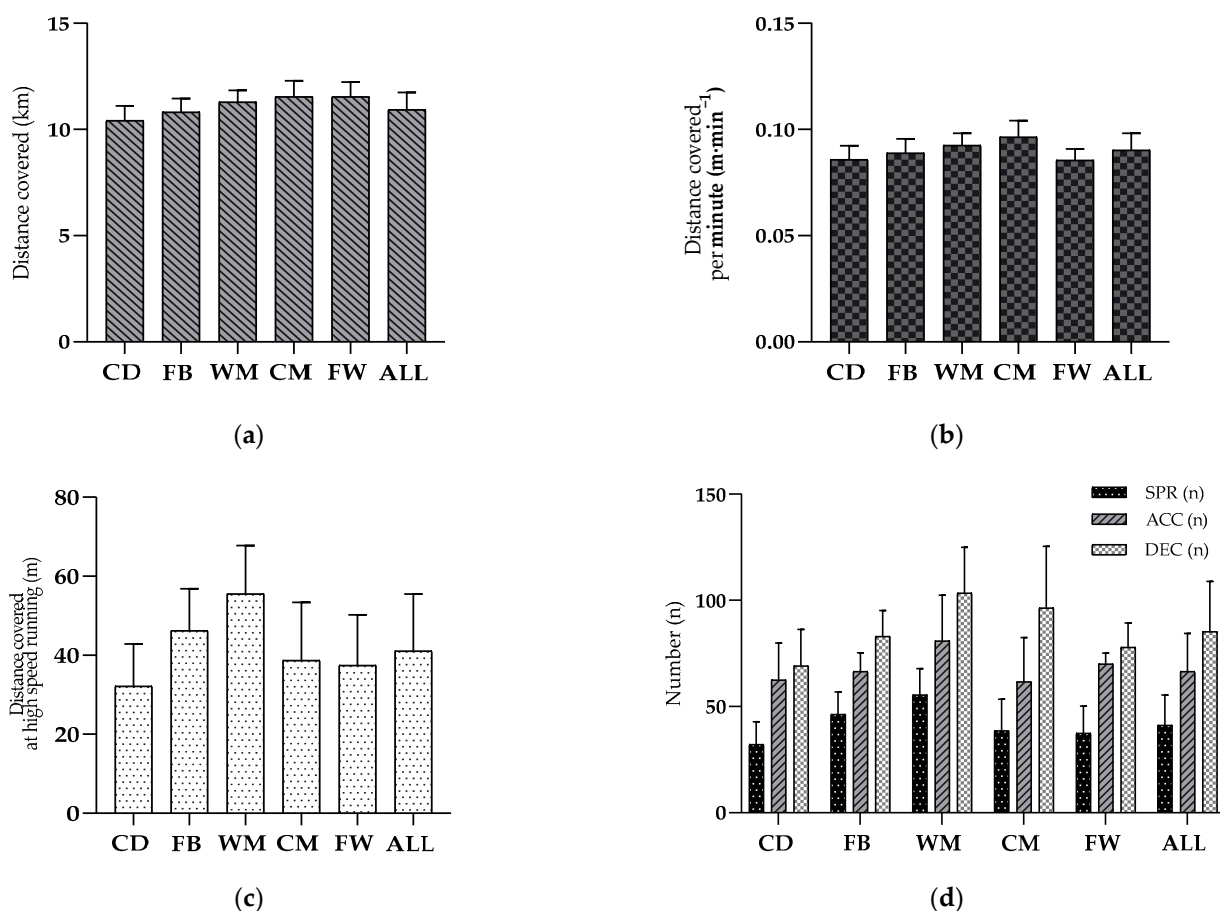 15
10
5
0
Distance covered (km)
CD FB WM CM FW ALL
(a)
0.15
0.10
0.05
0.00
Distance covered
per minute (m·min⁻¹)
CD FB WM CM FW ALL
(b)
80
60
40
20
0
Distance covered
at high speed running (m)
CD FB WM CM FW ALL
(c)
150
100
50
0
Number (n)
SPR (n)
ACC (n)
DEC (n)
CD FB WM CM FW ALL
(d)